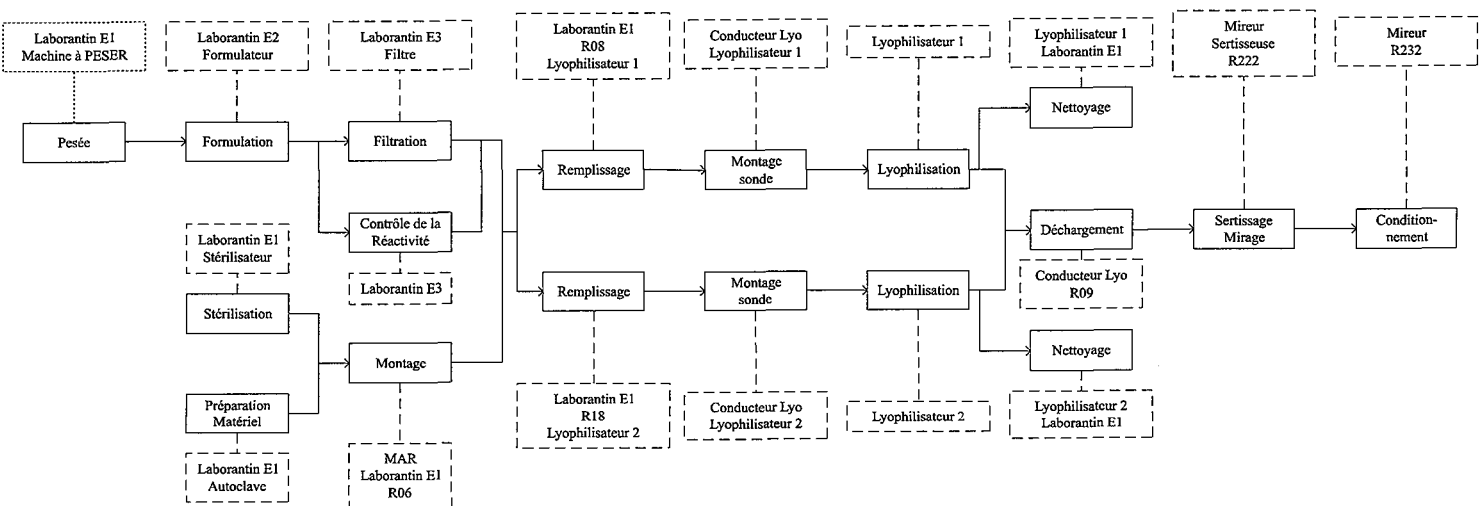 Laborantin E1
Machine à PESER
Laborantin E2
Formulateur
Laborantin E3
Filtre
Laborantin E1
R08
Lyophilisateur 1
Conducteur Lyo
Lyophilisateur 1
Lyophilisateur 1
Lyophilisateur 1
Laborantin E1
Mireur
Sertisseuse
R222
Mireur
R232
Pesée
Formulation
Filtration
Remplissage
Montage
sonde
Lyophilisation
Nettoyage
Contrôle de la
Réactivité
Laborantin E3
Déchargement
Sertissage
Mirage
Condition-
nement
Conducteur Lyo
R09
Laborantin E1
Stérilisateur
Stérilisation
Remplissage
Montage
sonde
Lyophilisation
Nettoyage
Montage
Préparation
Matériel
Laborantin E1
Autoclave
MAR
Laborantin E1
R06
Laborantin E1
R18
Lyophilisateur 2
Conducteur Lyo
Lyophilisateur 2
Lyophilisateur 2
Lyophilisateur 2
Laborantin E1